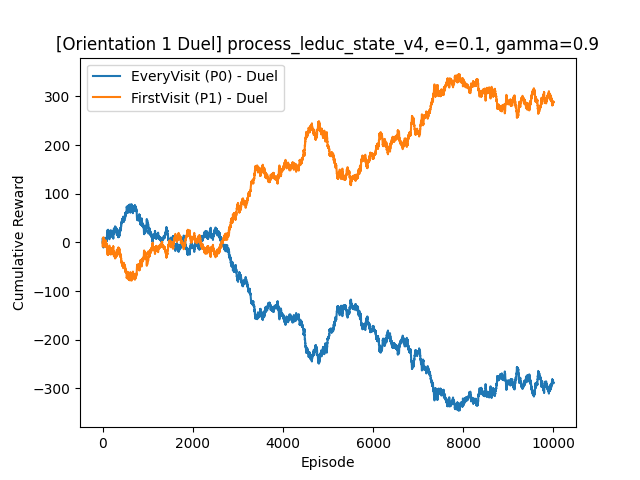 [Orientation 1 Duel] process_leduc_state_v4, e=0.1, gamma=0.9
EveryVisit (P0) - Duel
FirstVisit (P1) - Duel
Cumulative Reward
300
200
100
0
−100
−200
−300
0 2000 4000 6000 8000 10000
Episode